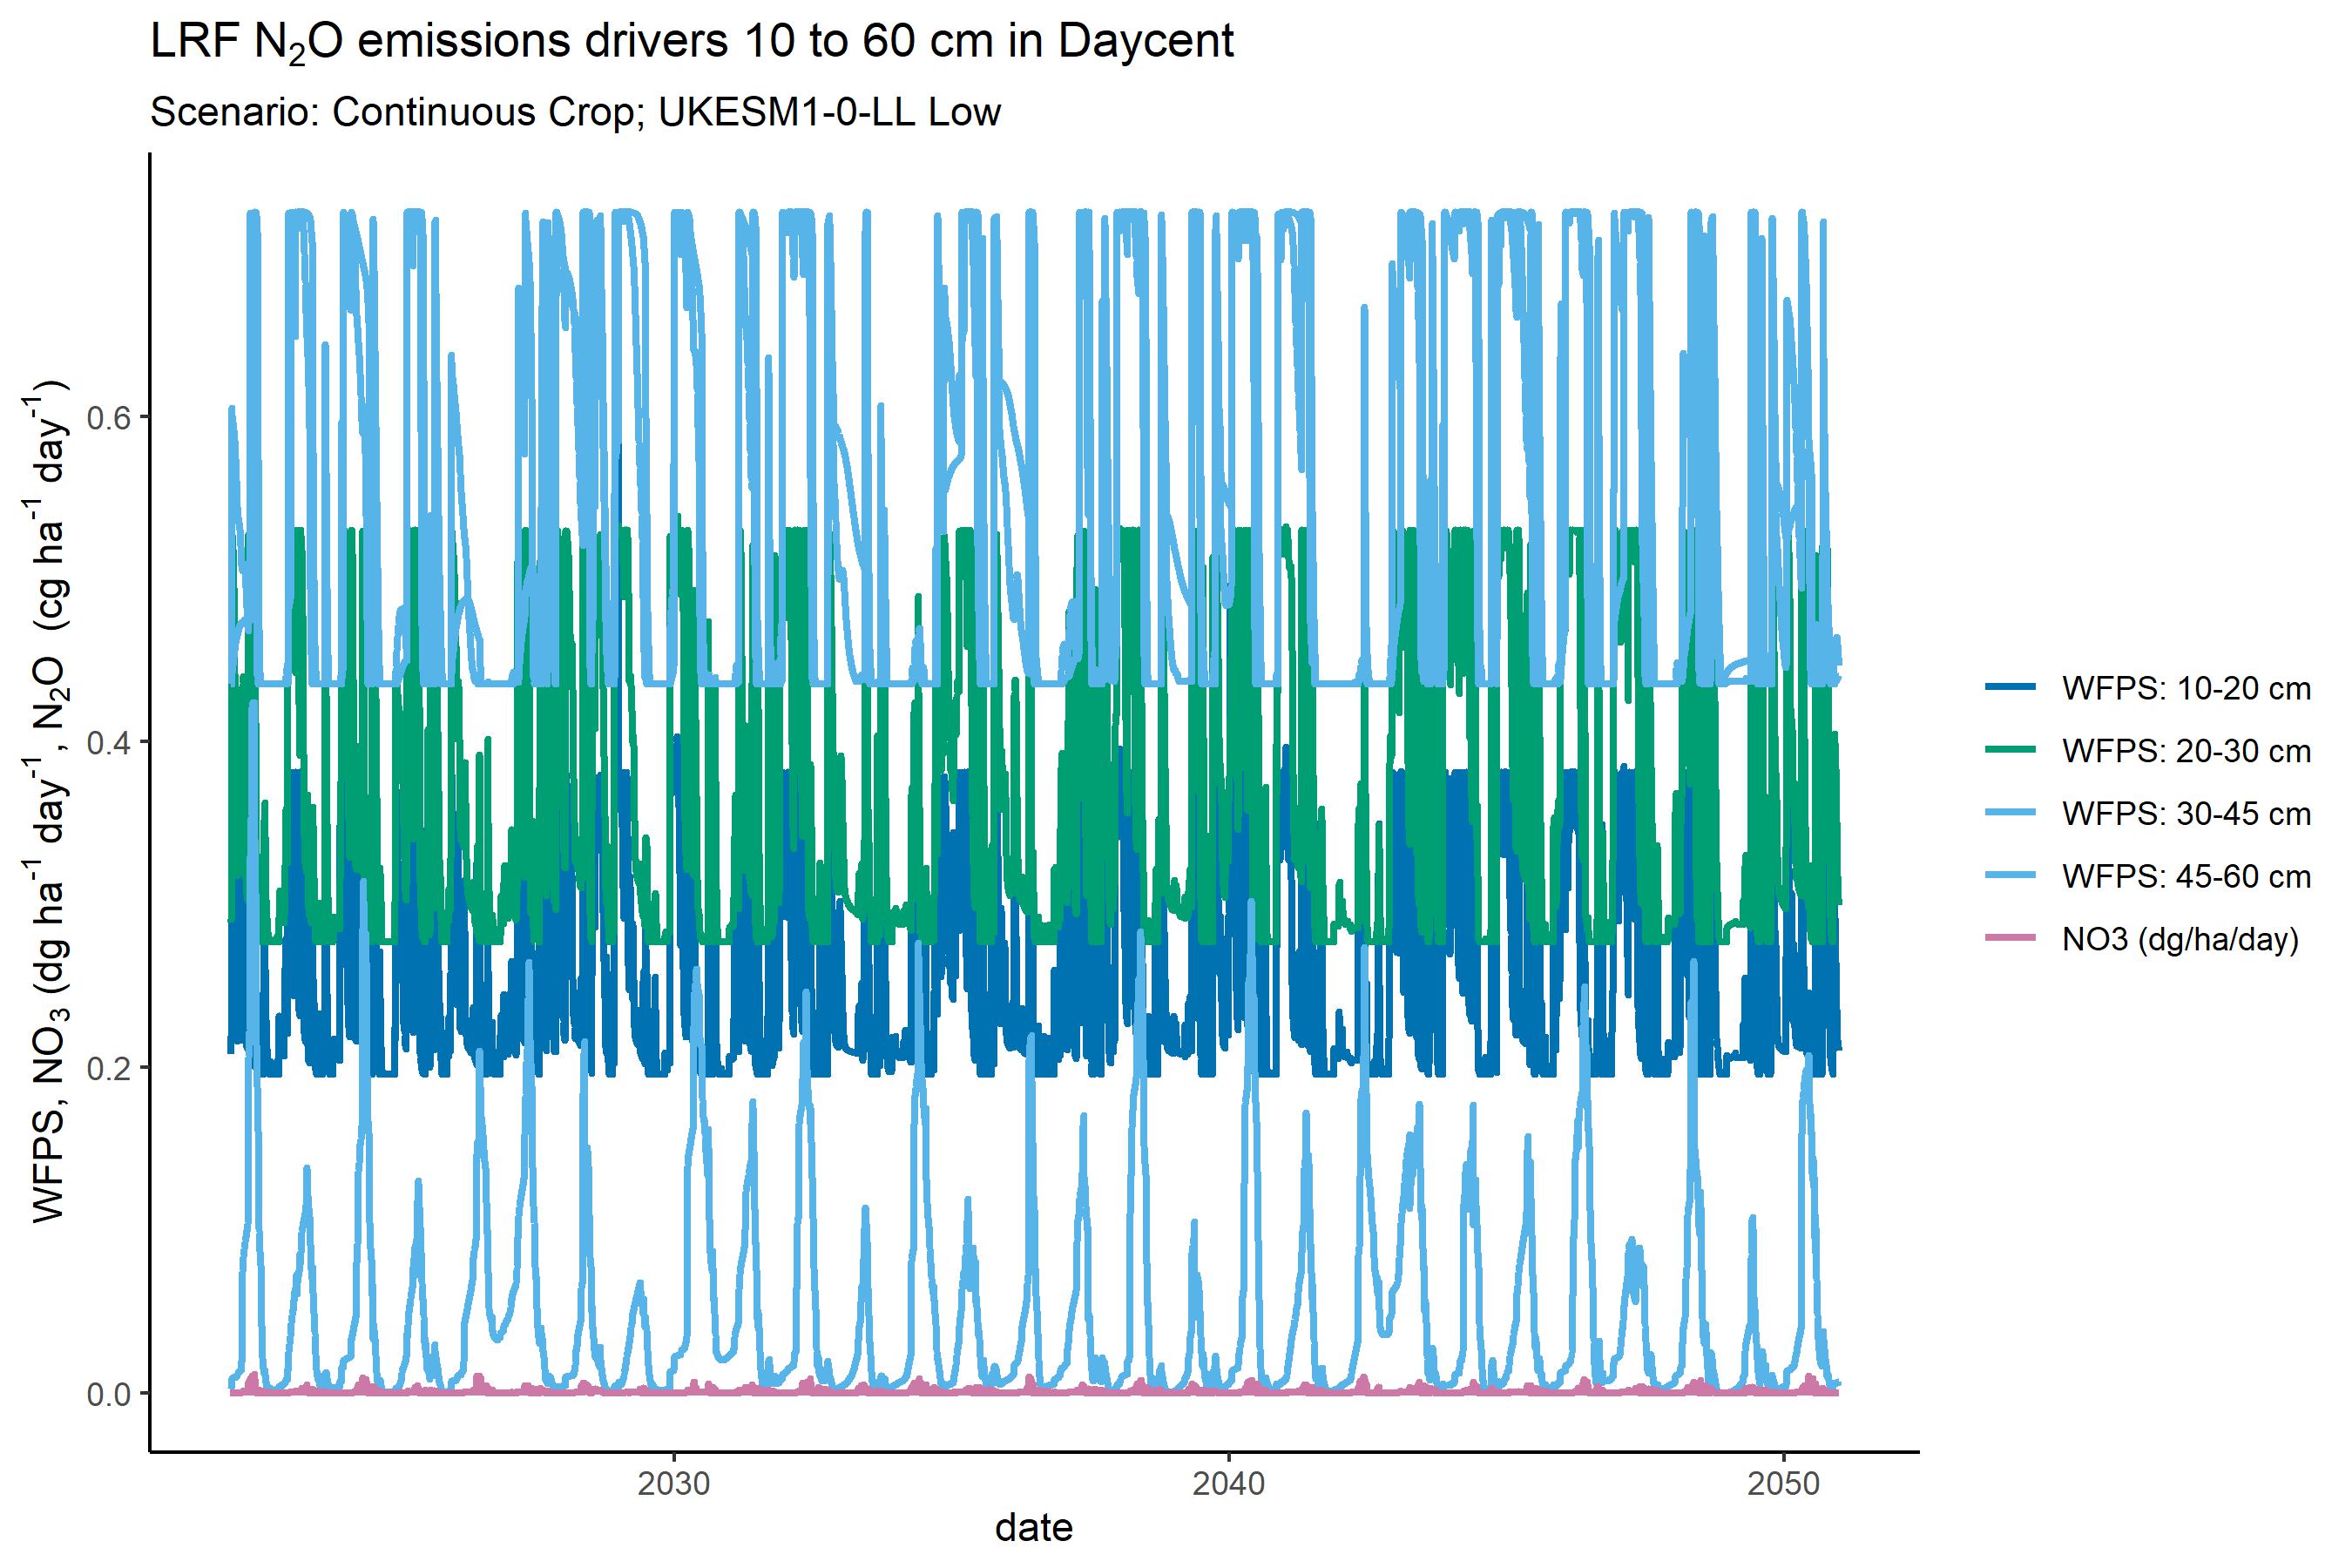 LRF N₂O emissions drivers 10 to 60 cm in Daycent
Scenario: Continuous Crop; UKESM1-0-LL Low
WFPS, NO₃ (dg ha⁻¹ day⁻¹, N₂O (cg ha⁻¹ day⁻¹)
0.6
0.4
0.2
0.0
2030
2040
2050
date
WFPS: 10-20 cm
WFPS: 20-30 cm
WFPS: 30-45 cm
WFPS: 45-60 cm
NO3 (dg/ha/day)